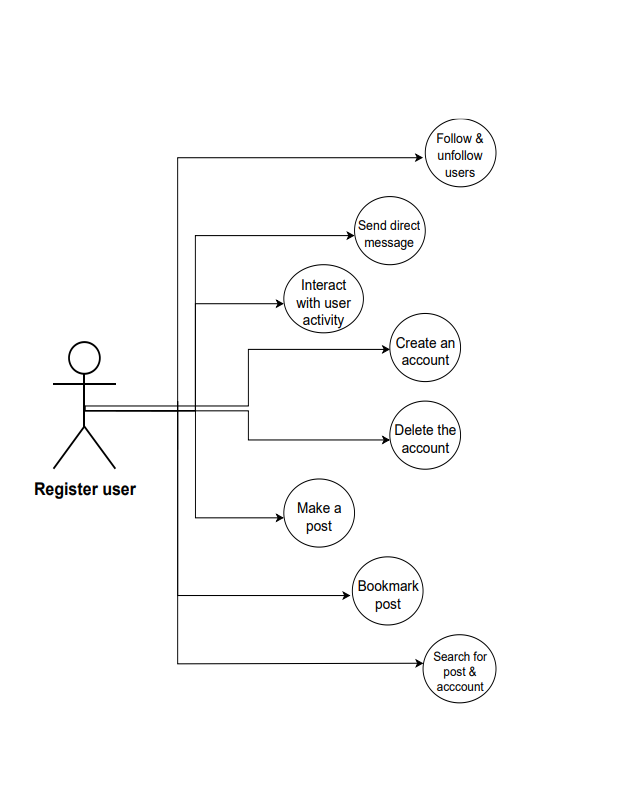 Follow &
unfollow
users
Send direct
message
Interact
with user
activity
Create an
account
Delete the
account
Register user
Make a
post
Bookmark
post
Search for
post &
acccount